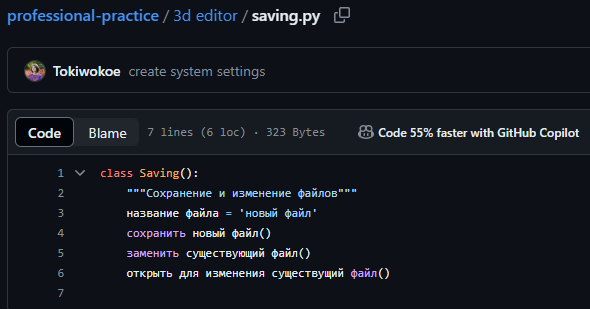 professional-practice / 3d editor / saving.py
Tokiwokoe create system settings
Code Blame 7 lines (6 loc) · 323 Bytes Code 55% faster with GitHub Copilot
1 class Saving():
2 """Сохранение и изменение файлов"""
3 название файла = 'новый файл'
4 сохранить новый файл()
5 заменить существующий файл()
6 открыть для изменения существущий файл()
7